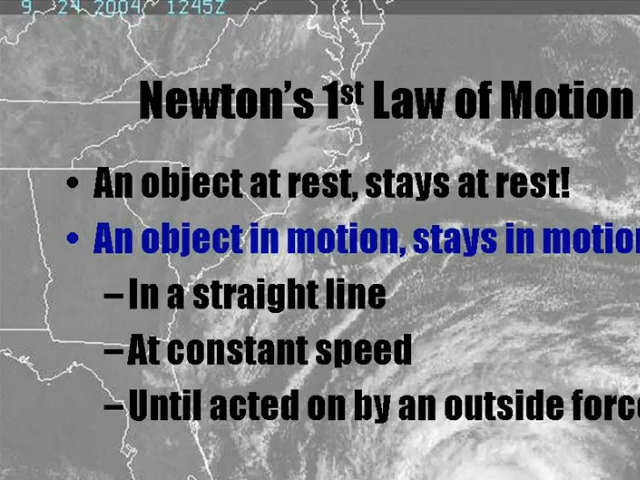 9 24 2004 1245Z
Newton's 1st Law of Motion
• An object at rest, stays at rest!
• An object in motion, stays in motion
– In a straight line
– At constant speed
– Until acted on by an outside force